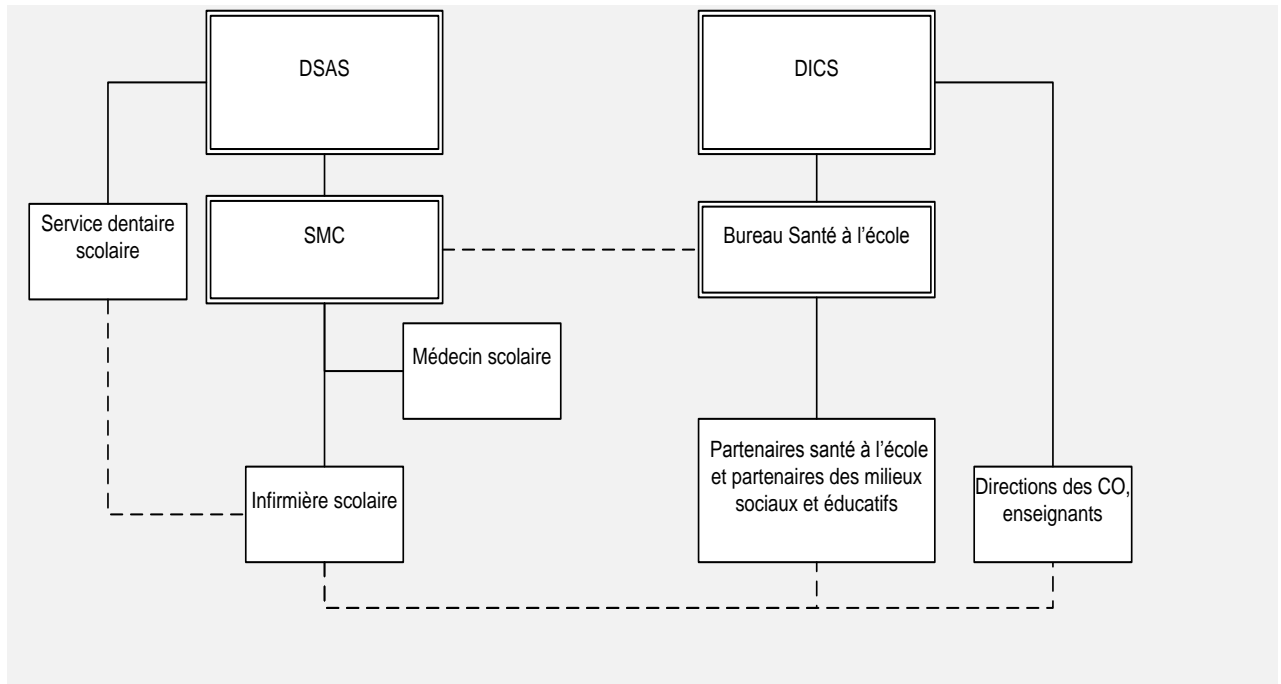 DSAS
DICS
Service dentaire
scolaire
SMC
Bureau Santé à l'école
Médecin scolaire
Infirmière scolaire
Partenaires santé à l'école
et partenaires des milieux
sociaux et éducatifs
Directions des CO,
enseignants